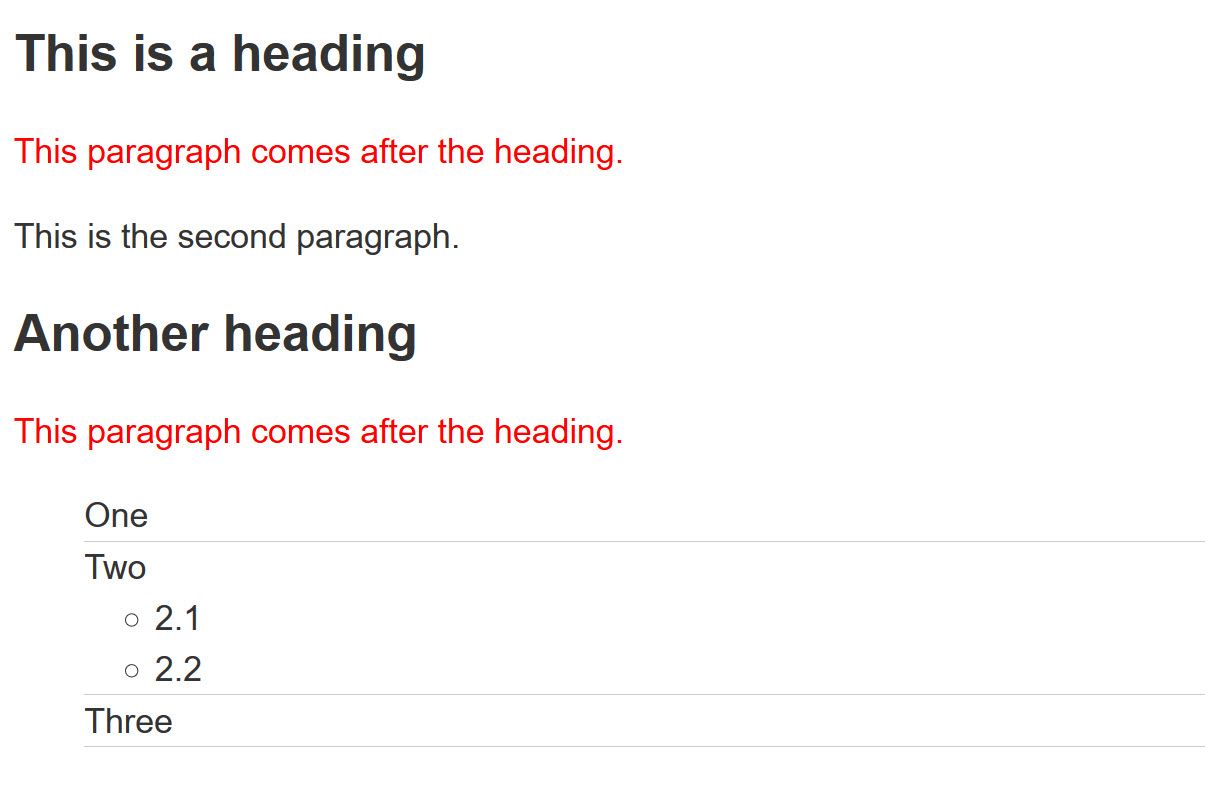 This is a heading
This paragraph comes after the heading.
This is the second paragraph.
Another heading
This paragraph comes after the heading.
One
Two
2.1
2.2
Three